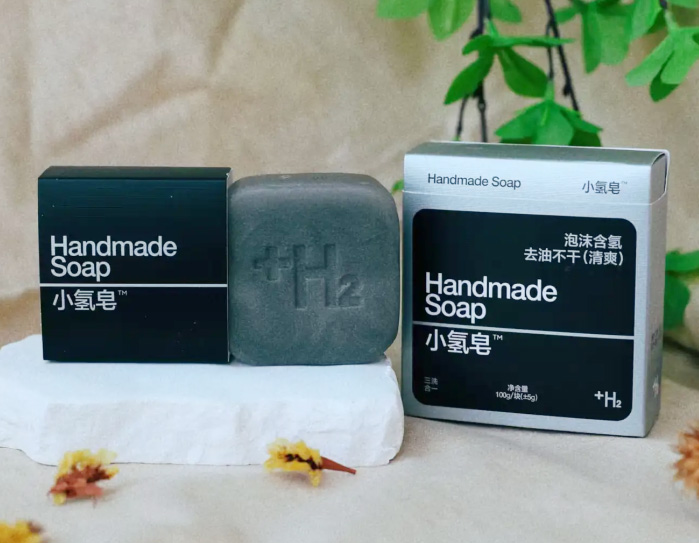 Handmade
Soap
小氢皂™
+H2
Handmade Soap
小氢皂™
泡沫含氢
去油不干(清爽)
Handmade
Soap
小氢皂™
三洗
合一
净含量
100g/块(±5g)
+H2